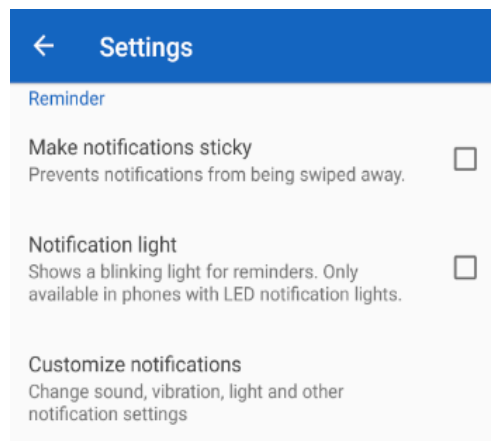 Settings
Reminder
Make notifications sticky
Prevents notifications from being swiped away.
Notification light
Shows a blinking light for reminders. Only
available in phones with LED notification lights.
Customize notifications
Change sound, vibration, light and other
notification settings